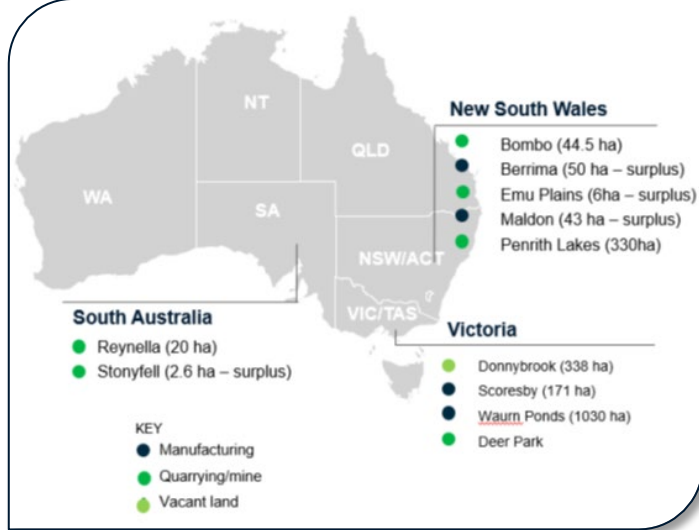 NT
QLD
WA
SA
NSW/ACT
VIC/TAS
New South Wales
Bombo (44.5 ha)
Berrima (50 ha – surplus)
Emu Plains (6ha – surplus)
Maldon (43 ha – surplus)
Penrith Lakes (330ha)
South Australia
Reynella (20 ha)
Stonyfell (2.6 ha – surplus)
Victoria
Donnybrook (338 ha)
Scoresby (171 ha)
Waurn Ponds (1030 ha)
Deer Park
KEY
Manufacturing
Quarrying/mine
Vacant land